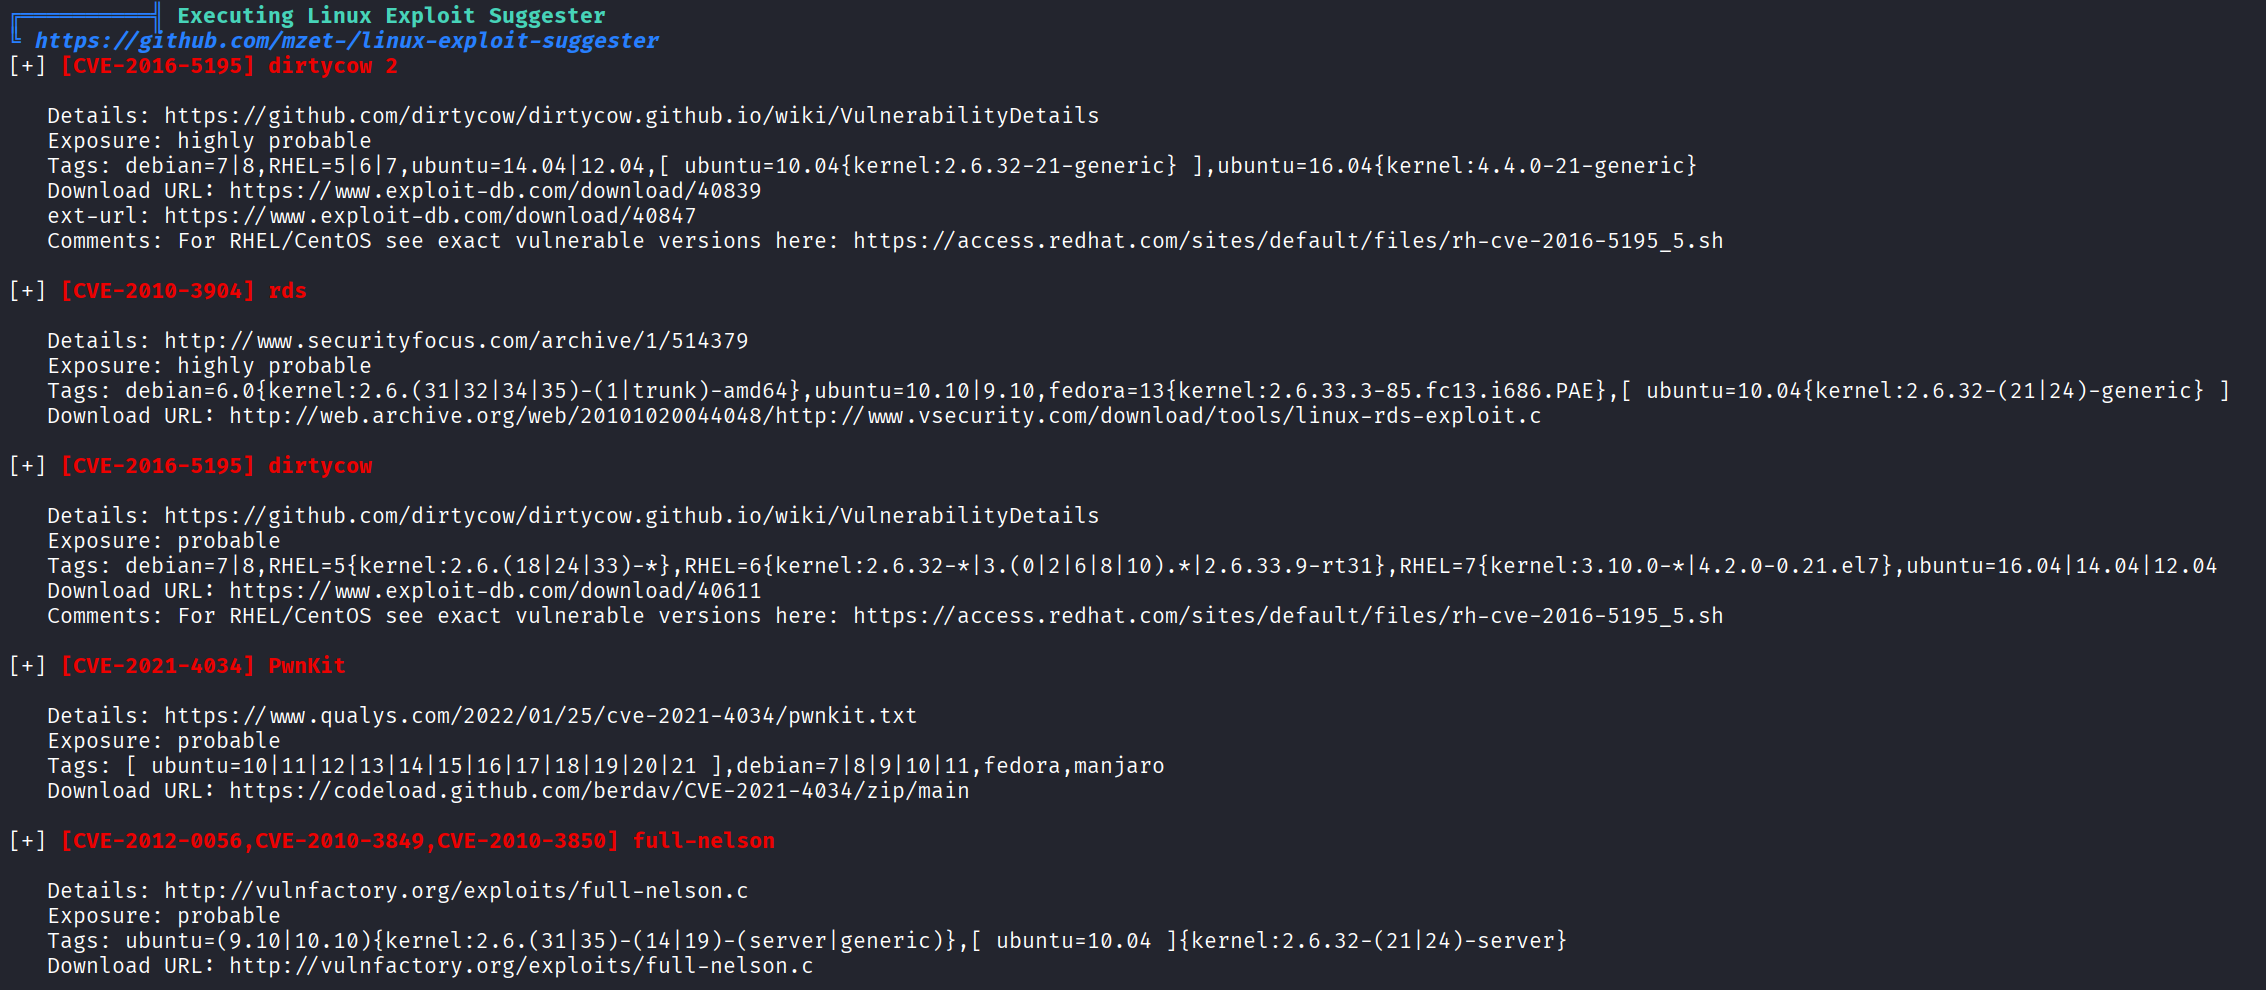 Executing Linux Exploit Suggester
https://github.com/mzet-/linux-exploit-suggester
[+] [CVE-2016-5195] dirtycow 2
Details: https://github.com/dirtycow/dirtycow.github.io/wiki/VulnerabilityDetails
Exposure: highly probable
Tags: debian=7|8,RHEL=5|6|7,ubuntu=14.04|12.04,[ ubuntu=10.04{kernel:2.6.32-21-generic} ],ubuntu=16.04{kernel:4.4.0-21-generic}
Download URL: https://www.exploit-db.com/download/40839
ext-url: https://www.exploit-db.com/download/40847
Comments: For RHEL/CentOS see exact vulnerable versions here: https://access.redhat.com/sites/default/files/rh-cve-2016-5195_5.sh
[+] [CVE-2010-3904] rds
Details: http://www.securityfocus.com/archive/1/514379
Exposure: highly probable
Tags: debian=6.0{kernel:2.6.(31|32|34|35)-(1|trunk)-amd64},ubuntu=10.10|9.10,fedora=13{kernel:2.6.33.3-85.fc13.i686.PAE},[ ubuntu=10.04{kernel:2.6.32-(21|24)-generic} ]
Download URL: http://web.archive.org/web/20101020044048/http://www.vsecurity.com/download/tools/linux-rds-exploit.c
[+] [CVE-2016-5195] dirtycow
Details: https://github.com/dirtycow/dirtycow.github.io/wiki/VulnerabilityDetails
Exposure: probable
Tags: debian=7|8,RHEL=5{kernel:2.6.(18|24|33)-*},RHEL=6{kernel:2.6.32-*|3.(0|2|6|8|10).*|2.6.33.9-rt31},RHEL=7{kernel:3.10.0-*|4.2.0-0.21.el7},ubuntu=16.04|14.04|12.04
Download URL: https://www.exploit-db.com/download/40611
Comments: For RHEL/CentOS see exact vulnerable versions here: https://access.redhat.com/sites/default/files/rh-cve-2016-5195_5.sh
[+] [CVE-2021-4034] PwnKit
Details: https://www.qualys.com/2022/01/25/cve-2021-4034/pwnkit.txt
Exposure: probable
Tags: [ ubuntu=10|11|12|13|14|15|16|17|18|19|20|21 ],debian=7|8|9|10|11,fedora,manjaro
Download URL: https://codeload.github.com/berdav/CVE-2021-4034/zip/main
[+] [CVE-2012-0056,CVE-2010-3849,CVE-2010-3850] full-nelson
Details: http://vulnfactory.org/exploits/full-nelson.c
Exposure: probable
Tags: ubuntu=(9.10|10.10){kernel:2.6.(31|35)-(14|19)-(server|generic)},[ ubuntu=10.04 ]{kernel:2.6.32-(21|24)-server}
Download URL: http://vulnfactory.org/exploits/full-nelson.c